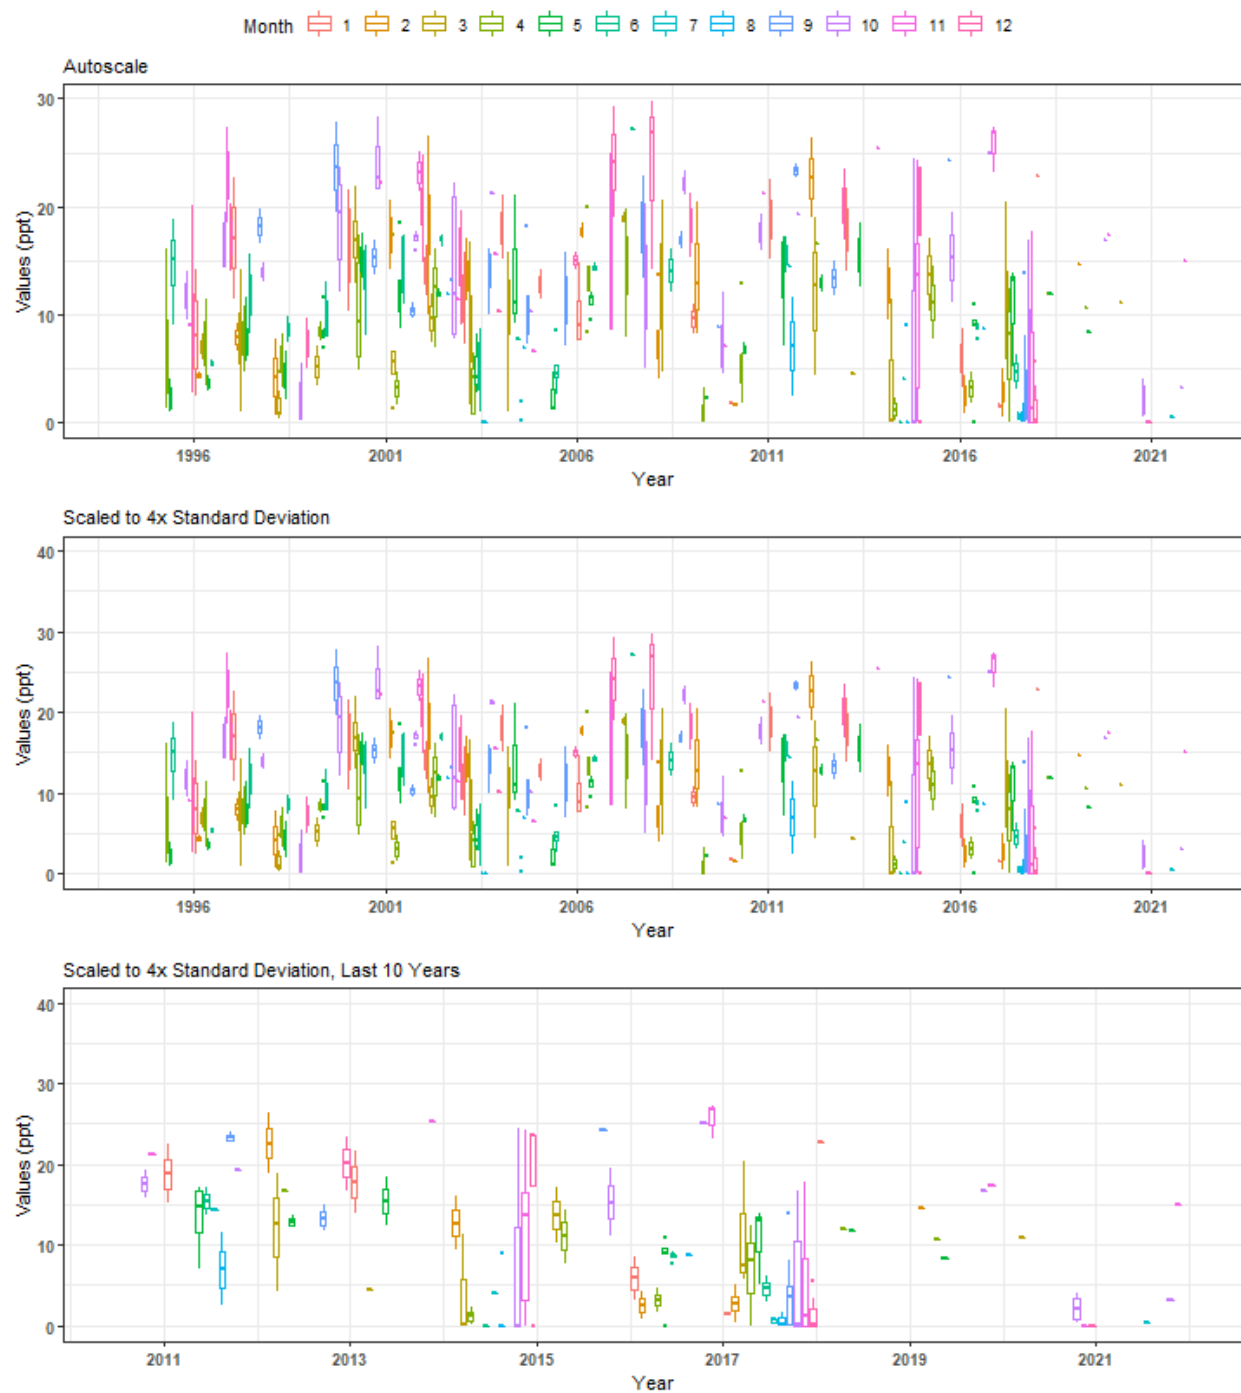 Month 1 2 3 4 5 6 7 8 9 10 11 12
Autoscale
30
20
10
0
Values (ppt)
1996 2001 2006 2011 2016 2021
Year
Scaled to 4x Standard Deviation
40
30
20
10
0
Values (ppt)
1996 2001 2006 2011 2016 2021
Year
Scaled to 4x Standard Deviation, Last 10 Years
40
30
20
10
0
Values (ppt)
2011 2013 2015 2017 2019 2021
Year